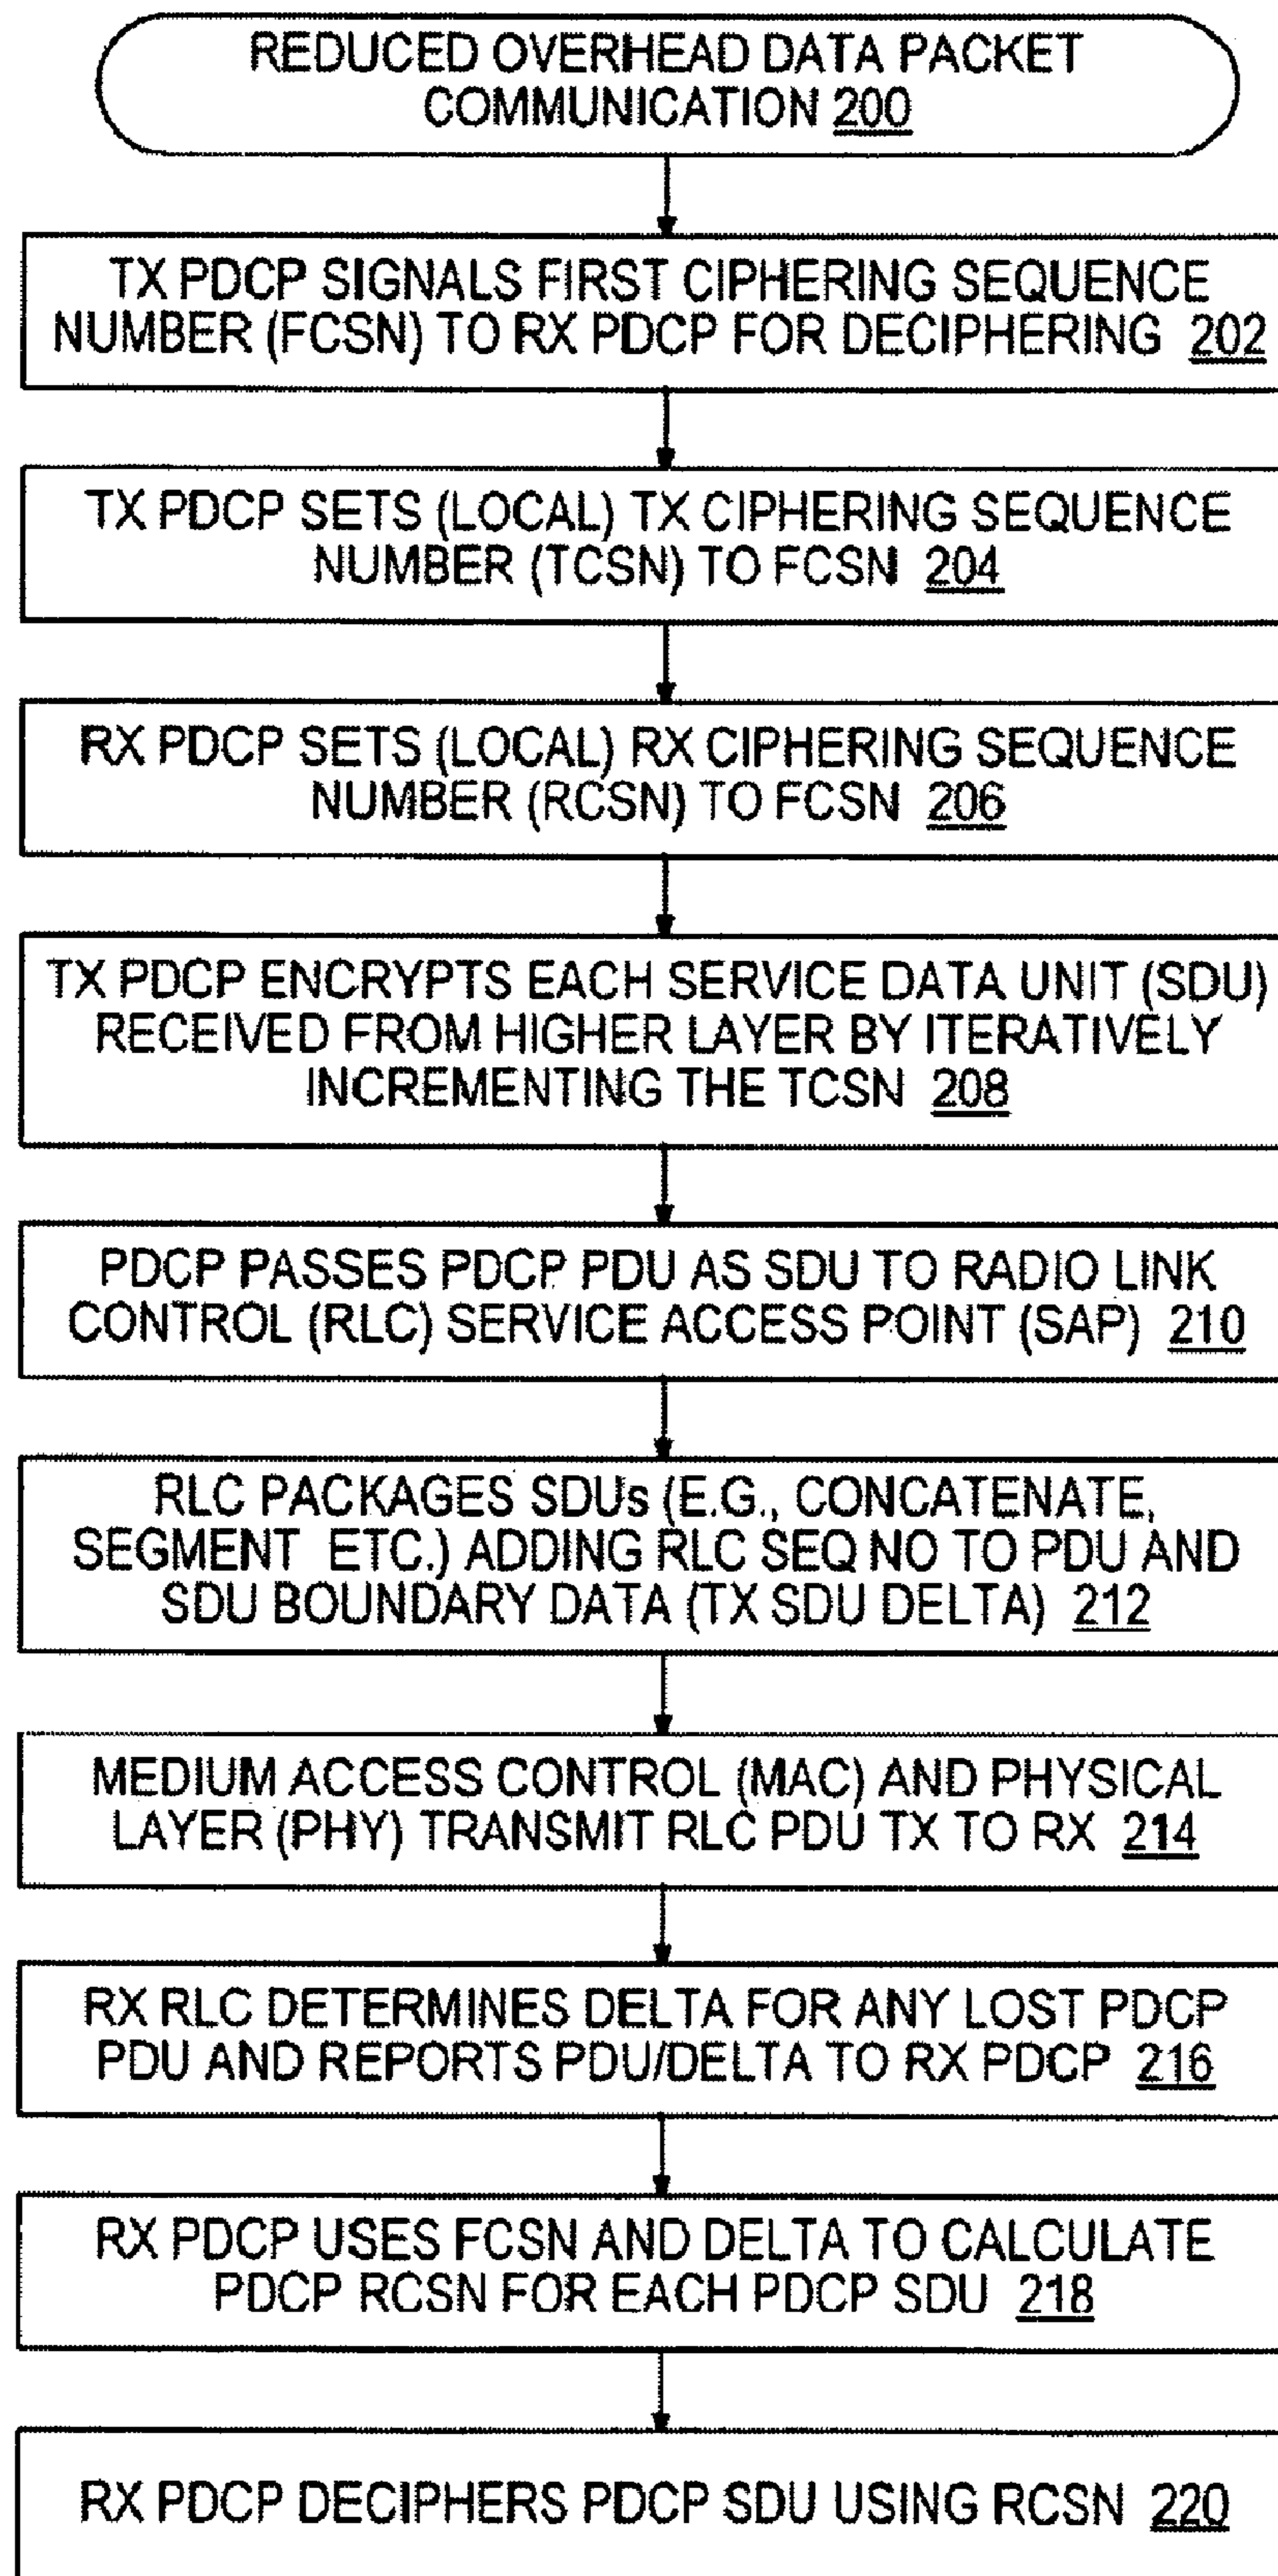 REDUCED OVERHEAD DATA PACKET
COMMUNICATION 200
TX PDCP SIGNALS FIRST CIPHERING SEQUENCE
NUMBER (FCSN) TO RX PDCP FOR DECIPHERING 202
TX PDCP SETS (LOCAL) TX CIPHERING SEQUENCE
NUMBER (TCSN) TO FCSN 204
RX PDCP SETS (LOCAL) RX CIPHERING SEQUENCE
NUMBER (RCSN) TO FCSN 206
TX PDCP ENCRYPTS EACH SERVICE DATA UNIT (SDU)
RECEIVED FROM HIGHER LAYER BY ITERATIVELY
INCREMENTING THE TCSN 208
PDCP PASSES PDCP PDU AS SDU TO RADIO LINK
CONTROL (RLC) SERVICE ACCESS POINT (SAP) 210
RLC PACKAGES SDUs (E.G., CONCATENATE,
SEGMENT ETC.) ADDING RLC SEQ NO TO PDU AND
SDU BOUNDARY DATA (TX SDU DELTA) 212
MEDIUM ACCESS CONTROL (MAC) AND PHYSICAL
LAYER (PHY) TRANSMIT RLC PDU TX TO RX 214
RX RLC DETERMINES DELTA FOR ANY LOST PDCP
PDU AND REPORTS PDU/DELTA TO RX PDCP 216
RX PDCP USES FCSN AND DELTA TO CALCULATE
PDCP RCSN FOR EACH PDCP SDU 218
RX PDCP DECIPHERS PDCP SDU USING RCSN 220